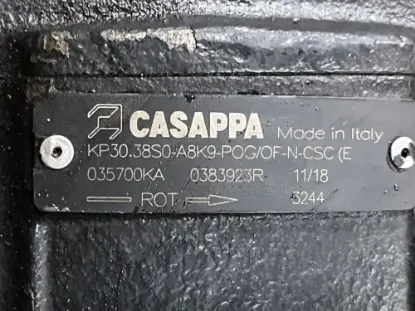 CASAPPA Made in Italy
KP30.38S0-A8K9-POG/OF-N-CSC (E
035700KA 0383923R 11/18
ROT 3244